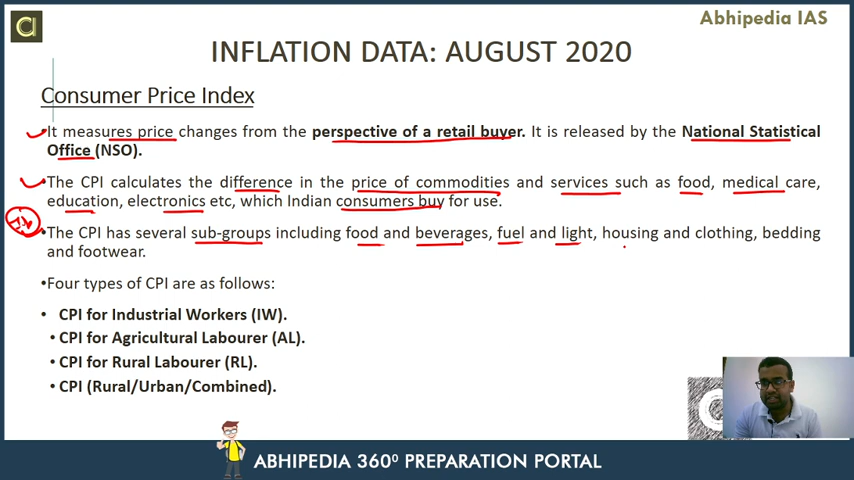 Abhipedia IAS
INFLATION DATA: AUGUST 2020
Consumer Price Index
•It measures price changes from the perspective of a retail buyer. It is released by the National Statistical
Office (NSO).
•The CPI calculates the difference in the price of commodities and services such as food, medical care,
education, electronics etc, which Indian consumers buy for use.
•The CPI has several sub-groups including food and beverages, fuel and light, housing and clothing, bedding
and footwear.
•Four types of CPI are as follows:
• CPI for Industrial Workers (IW).
• CPI for Agricultural Labourer (AL).
• CPI for Rural Labourer (RL).
• CPI (Rural/Urban/Combined).
ABHIPEDIA 360⁰ PREPARATION PORTAL